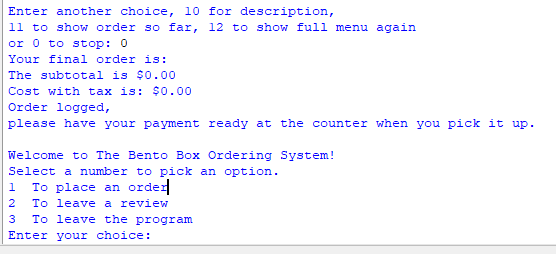 Enter another choice, 10 for description,
11 to show order so far, 12 to show full menu again
or 0 to stop: 0
Your final order is:
The subtotal is $0.00
Cost with tax is: $0.00
Order logged,
please have your payment ready at the counter when you pick it up.

Welcome to The Bento Box Ordering System!
Select a number to pick an option.
1  To place an order
2  To leave a review
3  To leave the program
Enter your choice: